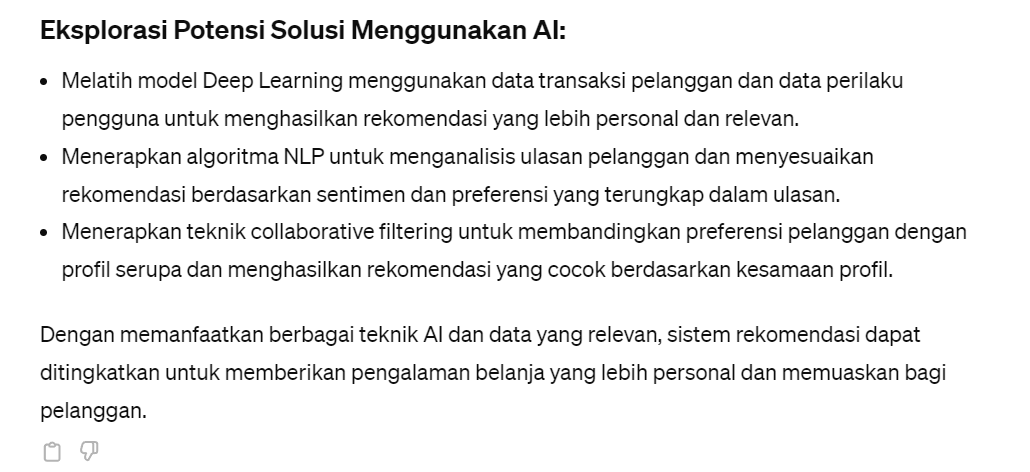 Eksplorasi Potensi Solusi Menggunakan AI:
• Melatih model Deep Learning menggunakan data transaksi pelanggan dan data perilaku
pengguna untuk menghasilkan rekomendasi yang lebih personal dan relevan.
• Menerapkan algoritma NLP untuk menganalisis ulasan pelanggan dan menyesuaikan
rekomendasi berdasarkan sentimen dan preferensi yang terungkap dalam ulasan.
• Menerapkan teknik collaborative filtering untuk membandingkan preferensi pelanggan dengan
profil serupa dan menghasilkan rekomendasi yang cocok berdasarkan kesamaan profil.
Dengan memanfaatkan berbagai teknik AI dan data yang relevan, sistem rekomendasi dapat
ditingkatkan untuk memberikan pengalaman belanja yang lebih personal dan memuaskan bagi
pelanggan.